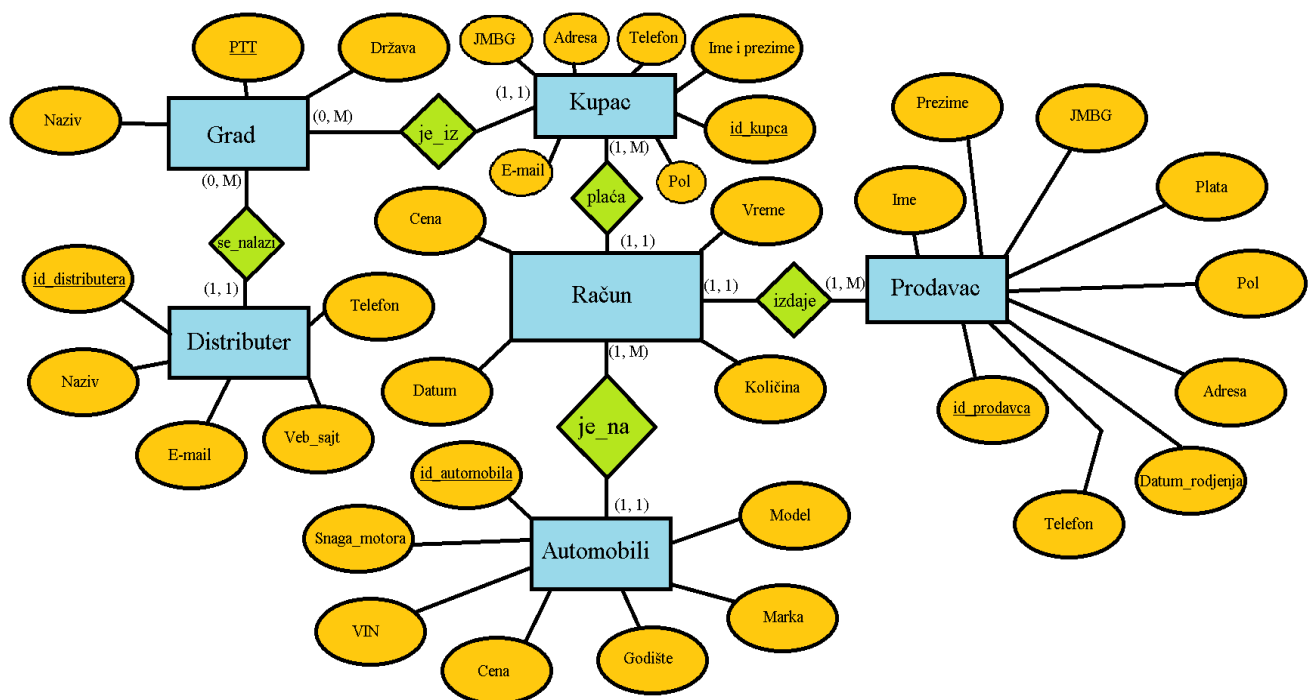 PTT
Država
Naziv
Grad
(0, M)
(0, M)
je_iz
(1, 1)
JMBG
Adresa
Telefon
Ime i prezime
Kupac
id_kupca
E-mail
(1, M)
Pol
plaća
se_nalazi
(1, 1)
id_distributera
Telefon
Distributer
Naziv
E-mail
Veb_sajt
Cena
Vreme
(1, 1)
Račun
(1, 1)
izdaje
(1, M)
Datum
(1, M)
Količina
Prezime
JMBG
Ime
Plata
Prodavac
Pol
Adresa
id_prodavca
Datum_rodjenja
Telefon
je_na
id_automobila
(1, 1)
Model
Snaga_motora
Automobili
VIN
Marka
Cena
Godište